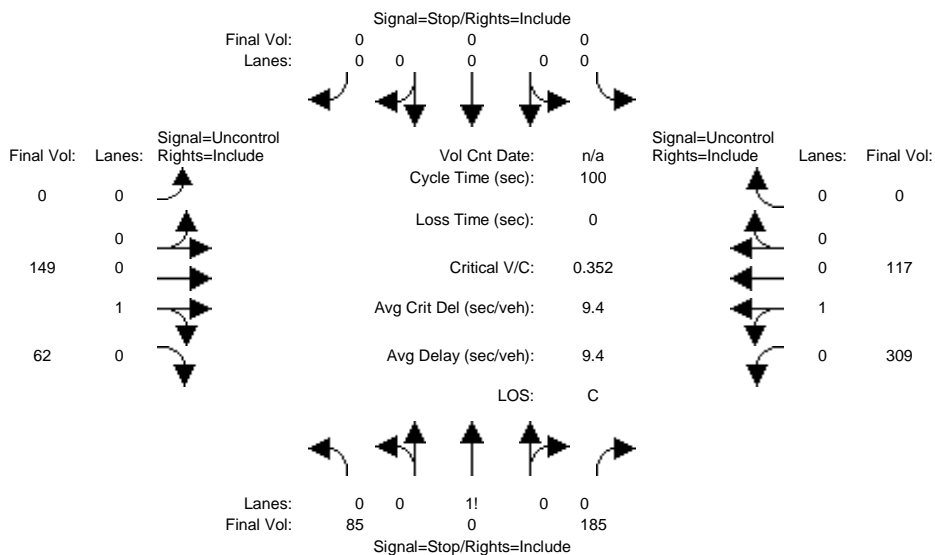 Signal=Stop/Rights=Include
Final Vol: 0 0 0
Lanes: 0 0 0 0 0
Signal=Uncontrol Signal=Uncontrol
Final Vol: Lanes: Rights=Include Vol Cnt Date: n/a Rights=Include Lanes: Final Vol:
Cycle Time (sec): 100
0 0 0 0
Loss Time (sec): 0
0 0
149 0 Critical V/C: 0.352 0 117
1 Avg Crit Del (sec/veh): 9.4 1
62 0 Avg Delay (sec/veh): 9.4 0 309
LOS: C
Lanes: 0 0 1! 0 0
Final Vol: 85 0 185
Signal=Stop/Rights=Include